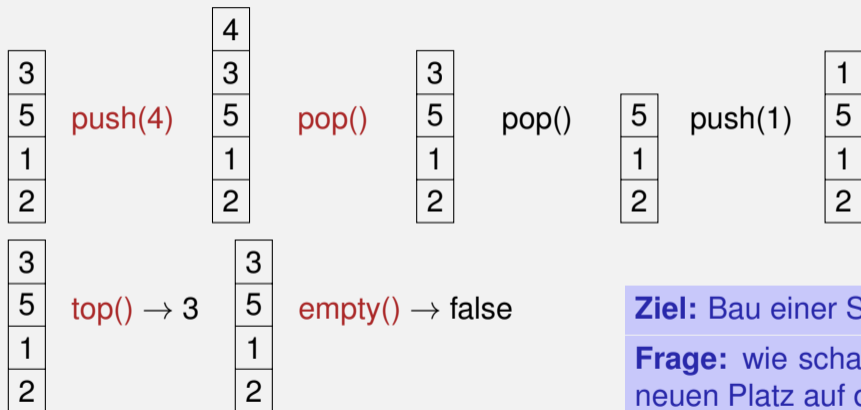 4
3 3 3 1
5 push(4) 5 pop() 5 pop() 5 push(1) 5
1 1 1 1 1
2 2 2 2 2
3 3
5 top() → 3 5 empty() → false
1 1
2 2
Ziel: Bau einer S
Frage: wie scha
neuen Platz auf